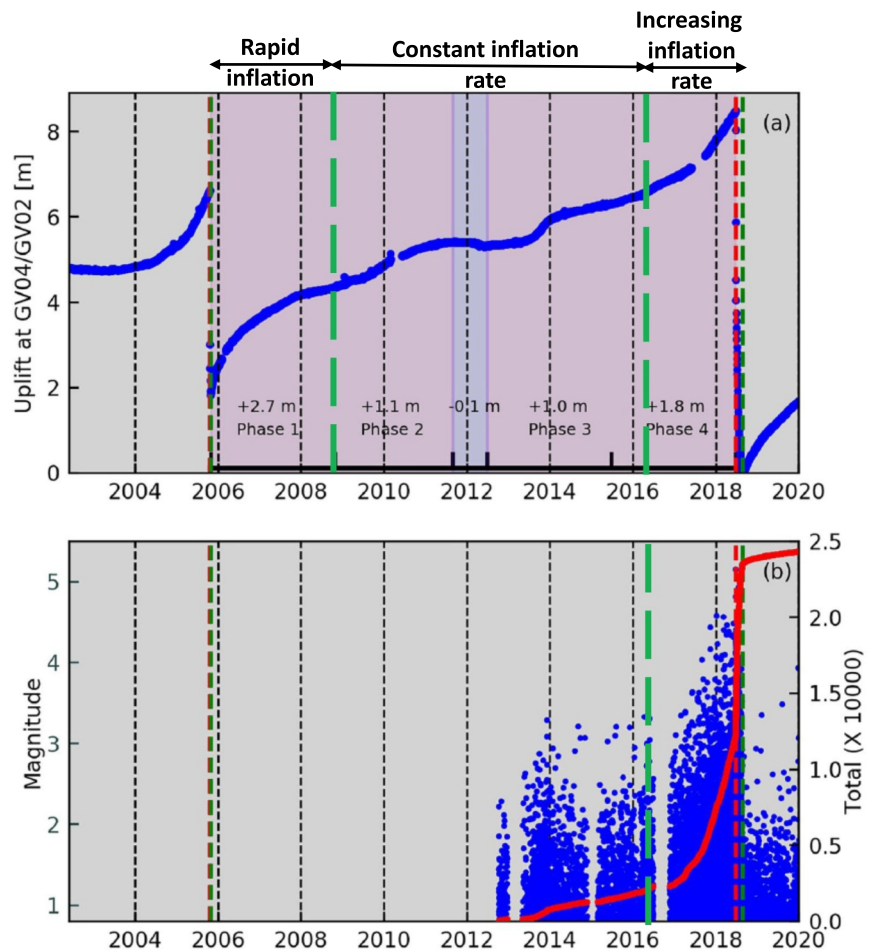 Rapid
inflation
Constant inflation
rate
Increasing
inflation
rate
(a)
Uplift at GV04/GV02 [m]
8
6
4
2
0
+2.7 m
Phase 1
+1.1 m
Phase 2
-0.1 m
+1.0 m
Phase 3
+1.8 m
Phase 4
2004 2006 2008 2010 2012 2014 2016 2018 2020
(b)
Magnitude
5
4
3
2
1
2.5
2.0
1.5
1.0
0.5
0.0
Total (X 10000)
2004 2006 2008 2010 2012 2014 2016 2018 2020